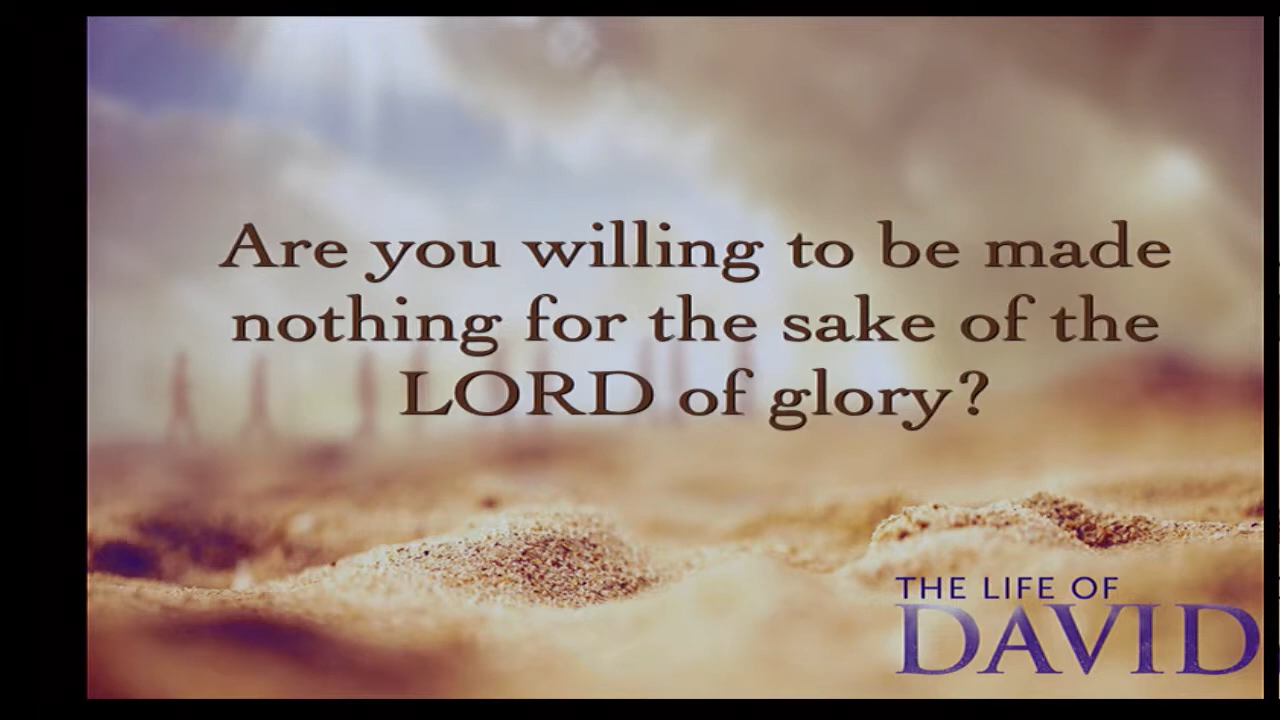 Are you willing to be made
nothing for the sake of the
LORD of glory?
THE LIFE OF
DAVID